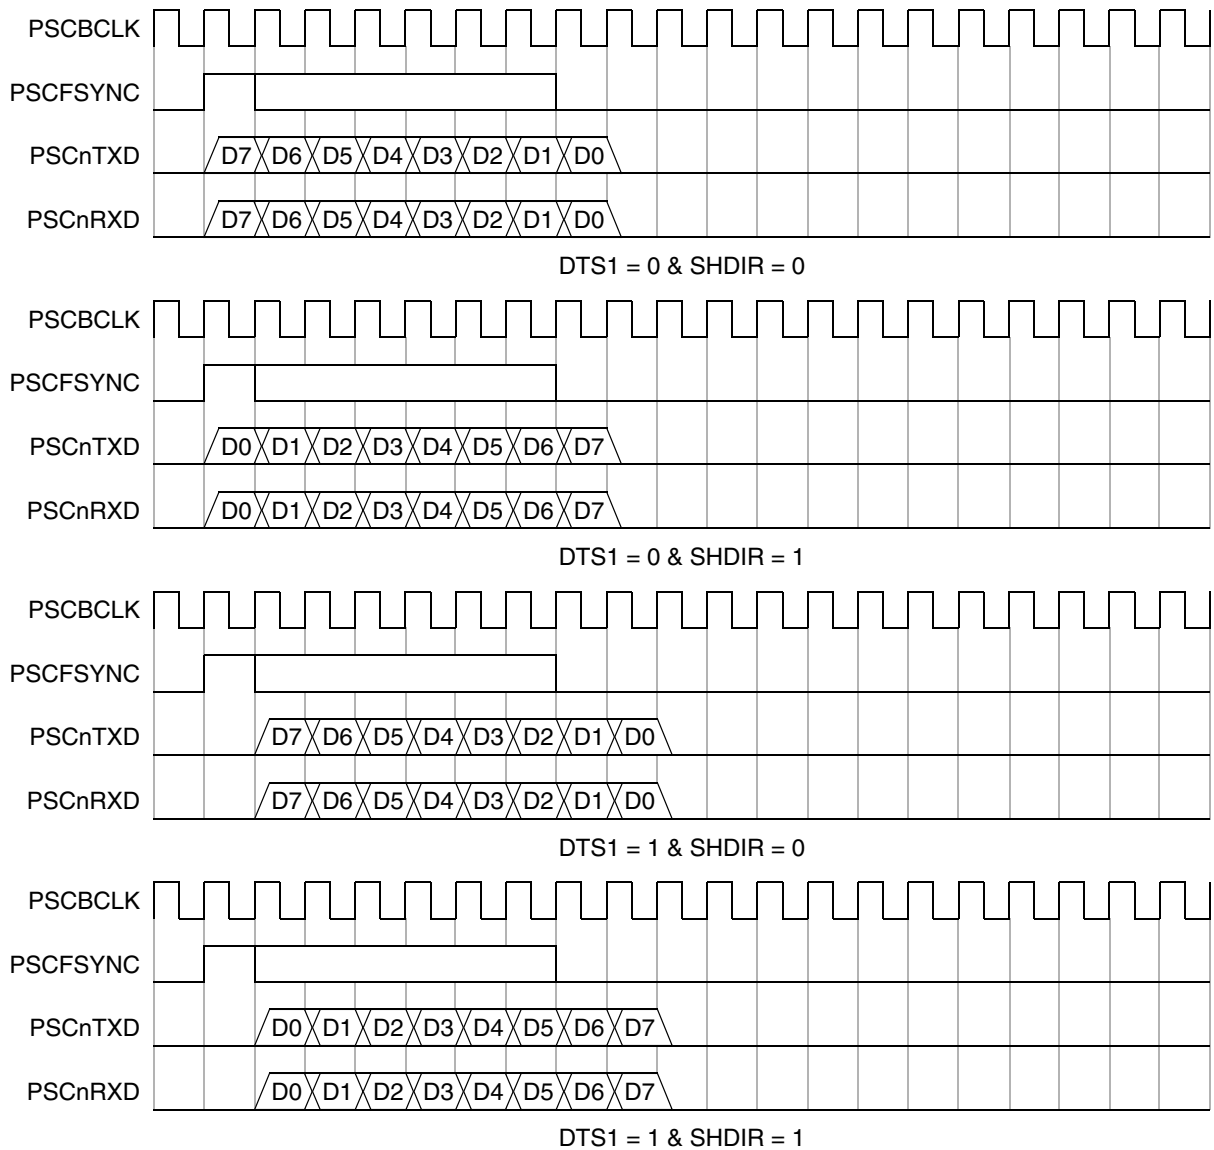 PSCBCLK
PSCFSYNC
PSCnTXD D7 D6 D5 D4 D3 D2 D1 D0
PSCnRXD D7 D6 D5 D4 D3 D2 D1 D0
DTS1 = 0 & SHDIR = 0
PSCBCLK
PSCFSYNC
PSCnTXD D0 D1 D2 D3 D4 D5 D6 D7
PSCnRXD D0 D1 D2 D3 D4 D5 D6 D7
DTS1 = 0 & SHDIR = 1
PSCBCLK
PSCFSYNC
PSCnTXD D7 D6 D5 D4 D3 D2 D1 D0
PSCnRXD D7 D6 D5 D4 D3 D2 D1 D0
DTS1 = 1 & SHDIR = 0
PSCBCLK
PSCFSYNC
PSCnTXD D0 D1 D2 D3 D4 D5 D6 D7
PSCnRXD D0 D1 D2 D3 D4 D5 D6 D7
DTS1 = 1 & SHDIR = 1